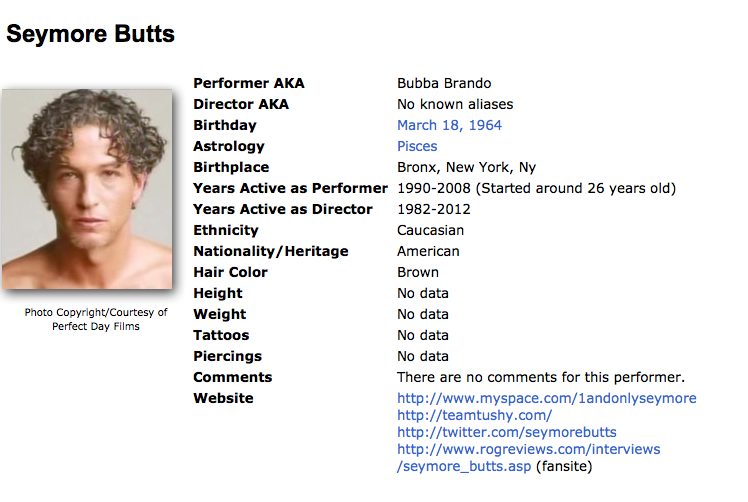 Seymore Butts
Photo Copyright/Courtesy of
Perfect Day Films
Performer AKA Bubba Brando
Director AKA No known aliases
Birthday March 18, 1964
Astrology Pisces
Birthplace Bronx, New York, Ny
Years Active as Performer 1990-2008 (Started around 26 years old)
Years Active as Director 1982-2012
Ethnicity Caucasian
Nationality/Heritage American
Hair Color Brown
Height No data
Weight No data
Tattoos No data
Piercings No data
Comments There are no comments for this performer.
Website http://www.myspace.com/1andonlyseymore
http://teamtushy.com/
http://twitter.com/seymorebutts
http://www.rogreviews.com/interviews
/seymore_butts.asp (fansite)